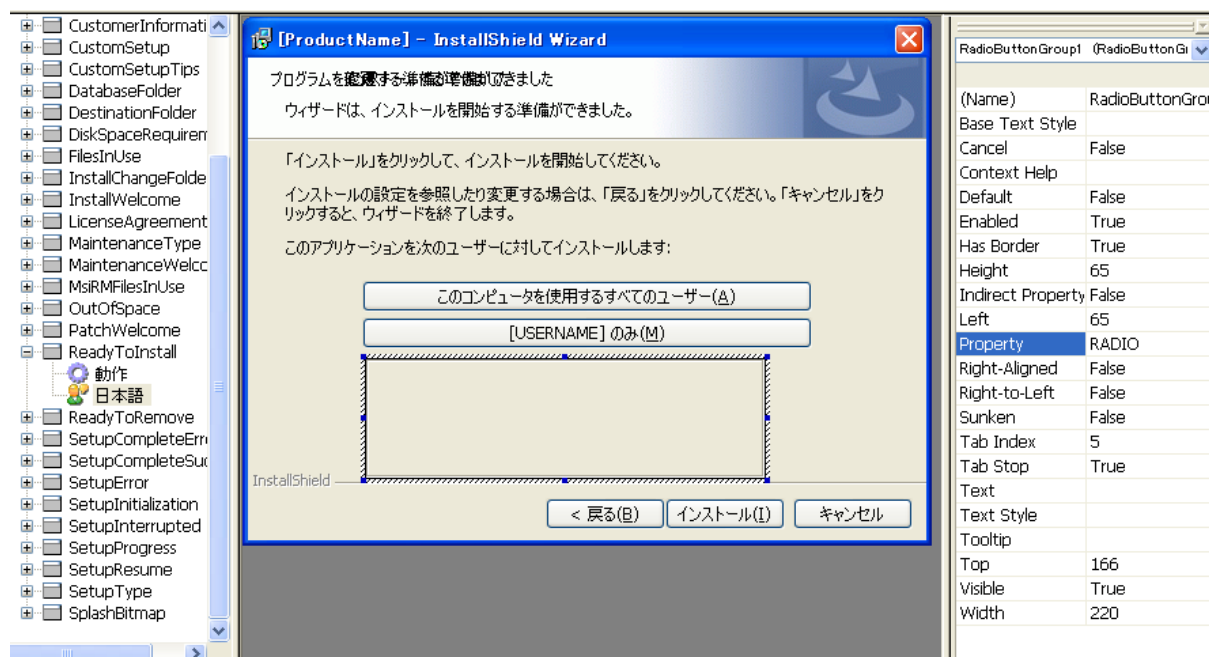 CustomerInformati
CustomSetup
CustomSetupTips
DatabaseFolder
DestinationFolder
DiskSpaceRequirem
FilesInUse
InstallChangeFolde
InstallWelcome
LicenseAgreement
MaintenanceType
MaintenanceWelcc
MsiRMFilesInUse
OutOfSpace
PatchWelcome
ReadyToInstall
動作
日本語
ReadyToRemove
SetupCompleteErr
SetupCompleteSuc
SetupError
SetupInitialization
SetupInterrupted
SetupProgress
SetupResume
SetupType
SplashBitmap
[ProductName] - InstallShield Wizard
プログラムを
できました
ウィザードは、インストールを開始する準備ができました。
「インストール」をクリックして、インストールを開始してください。
インストールの設定を参照したり変更する場合は、「戻る」をクリックしてください。「キャンセル」をク
リックすると、ウィザードを終了します。
このアプリケーションを次のユーザーに対してインストールします:
このコンピュータを使用するすべてのユーザー(A)
[USERNAME] のみ(M)
InstallShield
< 戻る(B)
インストール(I)
キャンセル
RadioButtonGroup1 (RadioButtonGr
(Name) RadioButtonGro
Base Text Style
Cancel False
Context Help
Default False
Enabled True
Has Border True
Height 65
Indirect Property False
Left 65
Property RADIO
Right-Aligned False
Right-to-Left False
Sunken False
Tab Index 5
Tab Stop True
Text
Text Style
Tooltip
Top 166
Visible True
Width 220